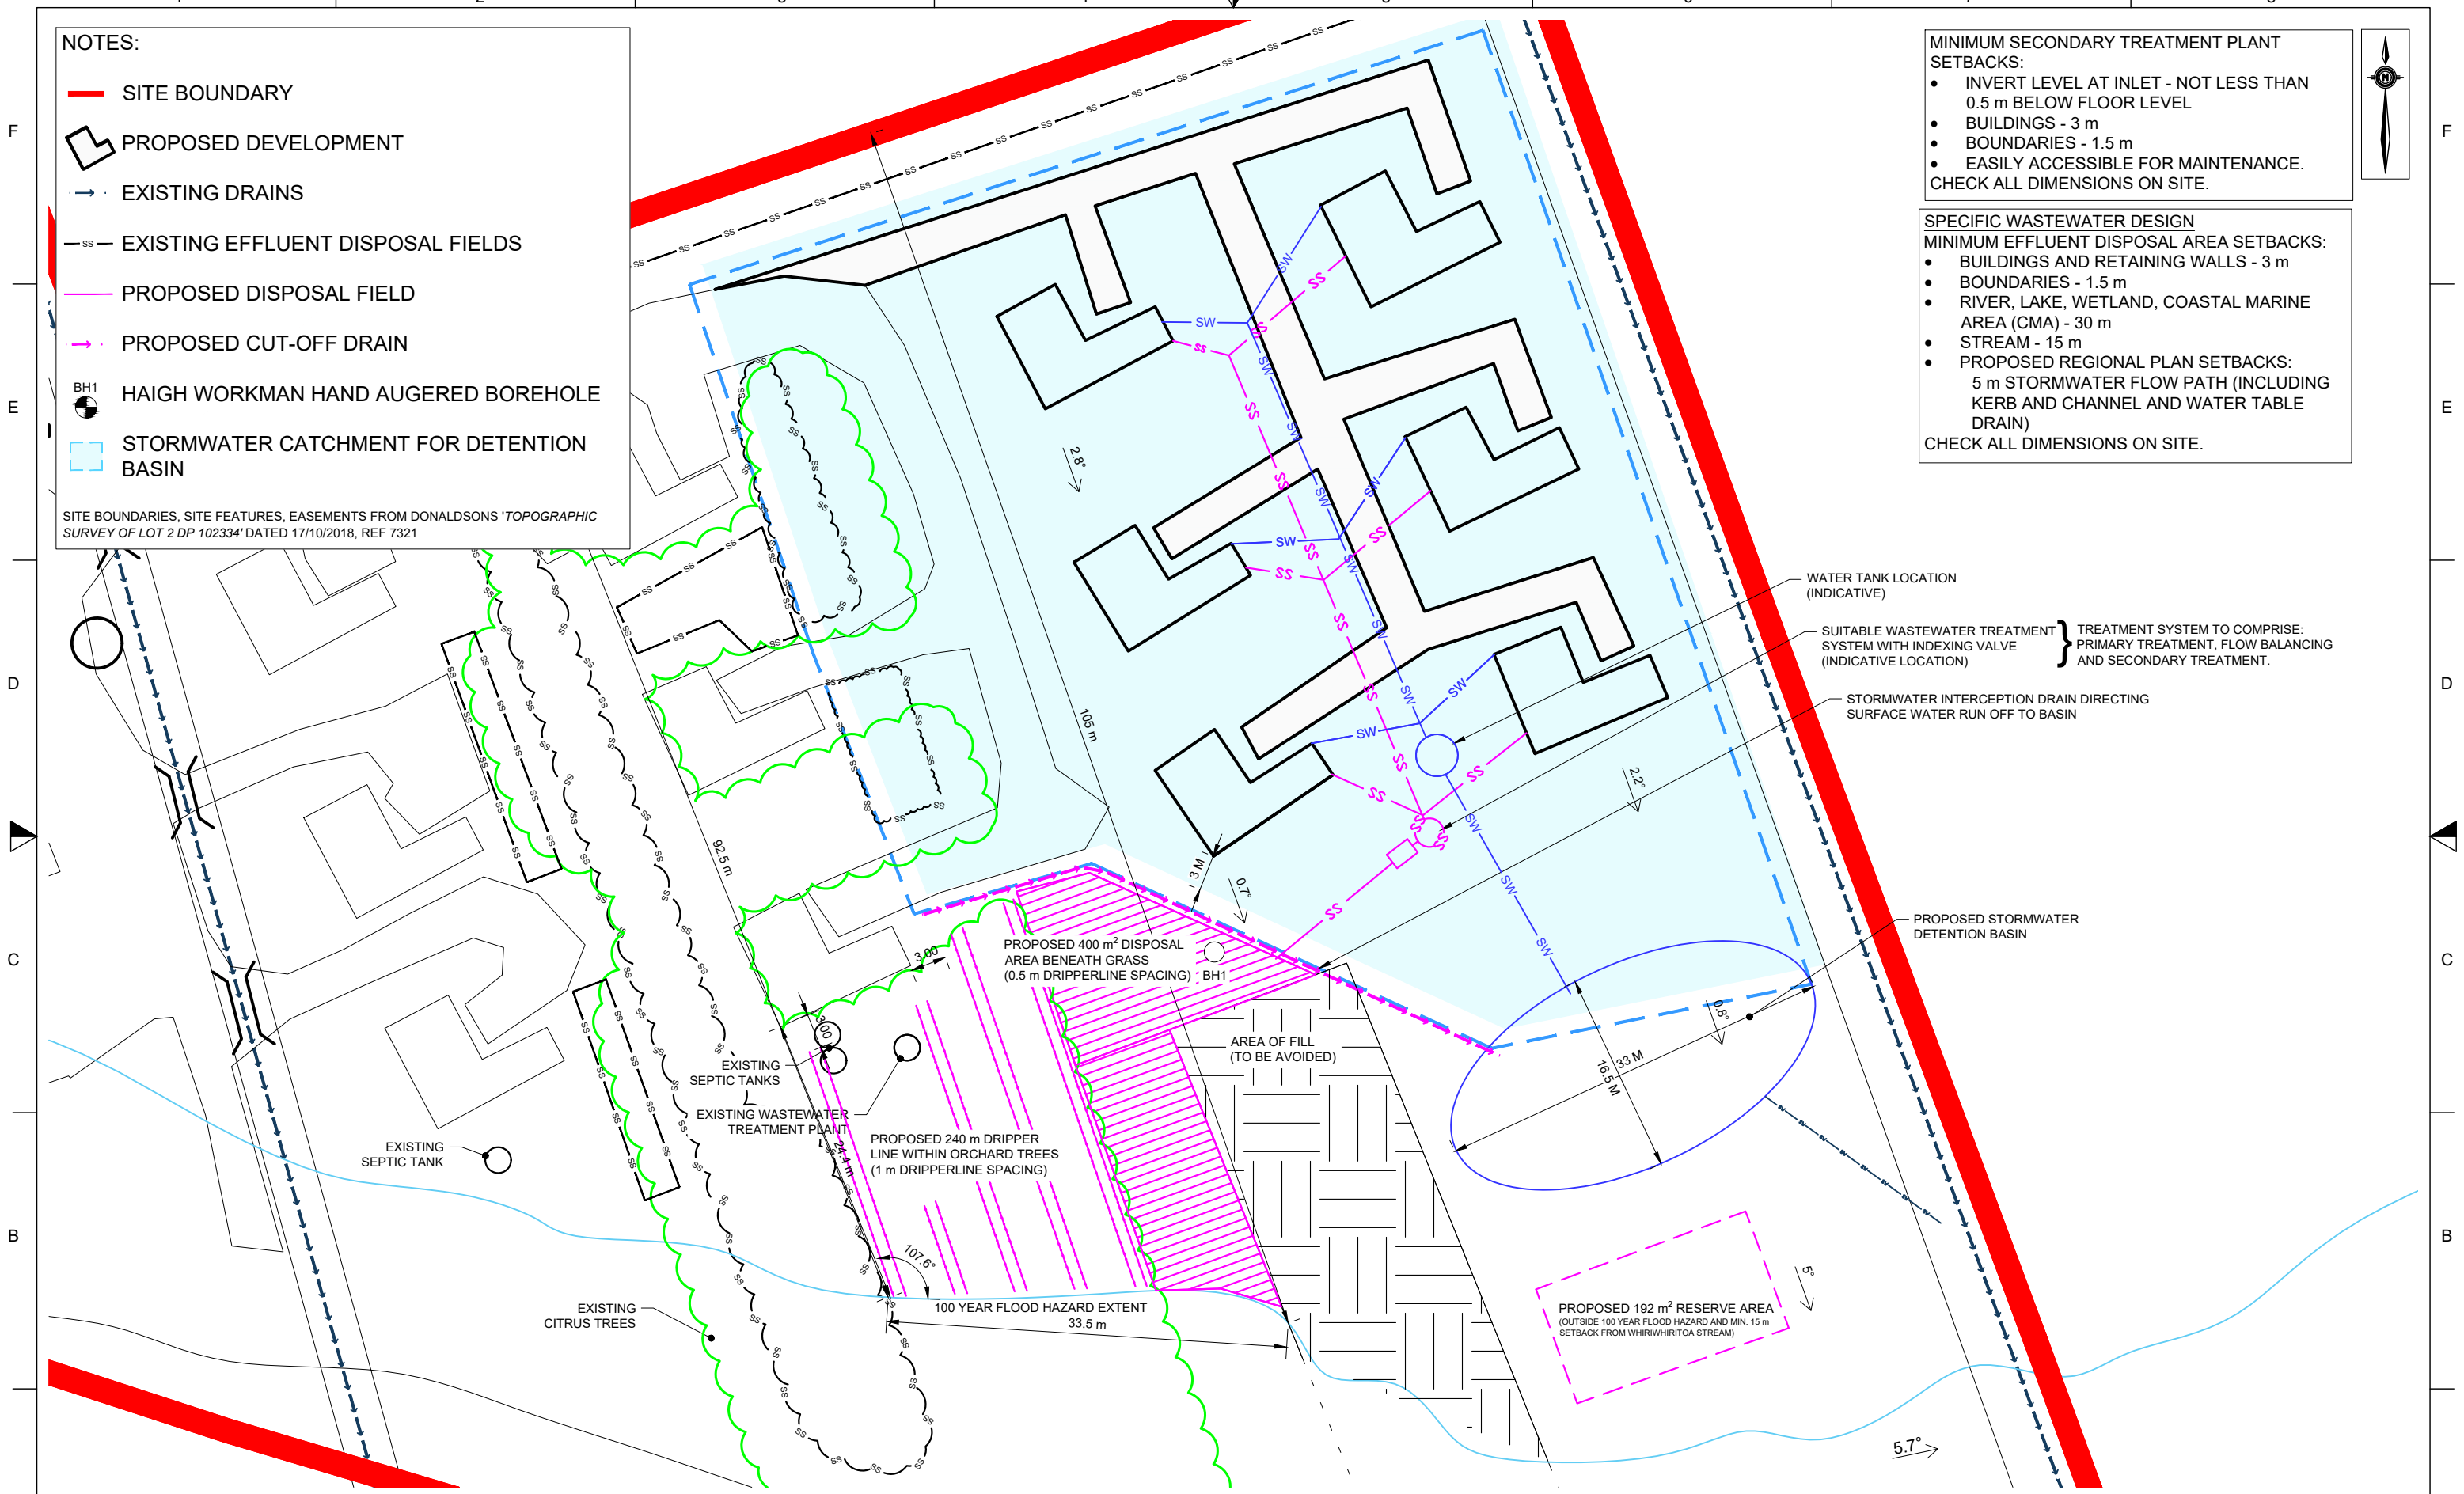 NOTES:
SITE BOUNDARY
PROPOSED DEVELOPMENT
EXISTING DRAINS
SS EXISTING EFFLUENT DISPOSAL FIELDS
PROPOSED DISPOSAL FIELD
PROPOSED CUT-OFF DRAIN
BH1
HAIGH WORKMAN HAND AUGERED BOREHOLE
STORMWATER CATCHMENT FOR DETENTION
BASIN
SITE BOUNDARIES, SITE FEATURES, EASEMENTS FROM DONALDSONS 'TOPOGRAPHIC
SURVEY OF LOT 2 DP 102334' DATED 17/10/2018, REF 7321
MINIMUM SECONDARY TREATMENT PLANT
SETBACKS:
• INVERT LEVEL AT INLET - NOT LESS THAN
0.5 m BELOW FLOOR LEVEL
• BUILDINGS - 3 m
• BOUNDARIES - 1.5 m
• EASILY ACCESSIBLE FOR MAINTENANCE.
CHECK ALL DIMENSIONS ON SITE.
N
SPECIFIC WASTEWATER DESIGN
MINIMUM EFFLUENT DISPOSAL AREA SETBACKS:
• BUILDINGS AND RETAINING WALLS - 3 m
• BOUNDARIES - 1.5 m
• RIVER, LAKE, WETLAND, COASTAL MARINE
AREA (CMA) - 30 m
• STREAM - 15 m
• PROPOSED REGIONAL PLAN SETBACKS:
5 m STORMWATER FLOW PATH (INCLUDING
KERB AND CHANNEL AND WATER TABLE
DRAIN)
CHECK ALL DIMENSIONS ON SITE.
F
F
E
E
D
D
C
C
B
B
SW
SS
2.8°
WATER TANK LOCATION
(INDICATIVE)
SUITABLE WASTEWATER TREATMENT
SYSTEM WITH INDEXING VALVE
(INDICATIVE LOCATION)
} TREATMENT SYSTEM TO COMPRISE:
PRIMARY TREATMENT, FLOW BALANCING
AND SECONDARY TREATMENT.
STORMWATER INTERCEPTION DRAIN DIRECTING
SURFACE WATER RUN OFF TO BASIN
105 m
2.2°
92.5 m
3 M
0.7°
PROPOSED STORMWATER
DETENTION BASIN
3.00
PROPOSED 400 m² DISPOSAL
AREA BENEATH GRASS
(0.5 m DRIPPERLINE SPACING)
BH1
3.00
0.8°
AREA OF FILL
(TO BE AVOIDED)
33 M
16.5 M
EXISTING
SEPTIC TANKS
EXISTING WASTEWATER
TREATMENT PLANT
24.4 m
PROPOSED 240 m DRIPPER
LINE WITHIN ORCHARD TREES
(1 m DRIPPERLINE SPACING)
EXISTING
SEPTIC TANK
107.6°
5°
100 YEAR FLOOD HAZARD EXTENT
33.5 m
EXISTING
CITRUS TREES
PROPOSED 192 m² RESERVE AREA
(OUTSIDE 100 YEAR FLOOD HAZARD AND MIN. 15 m
SETBACK FROM WHIRIWHIRITOA STREAM)
5.7°